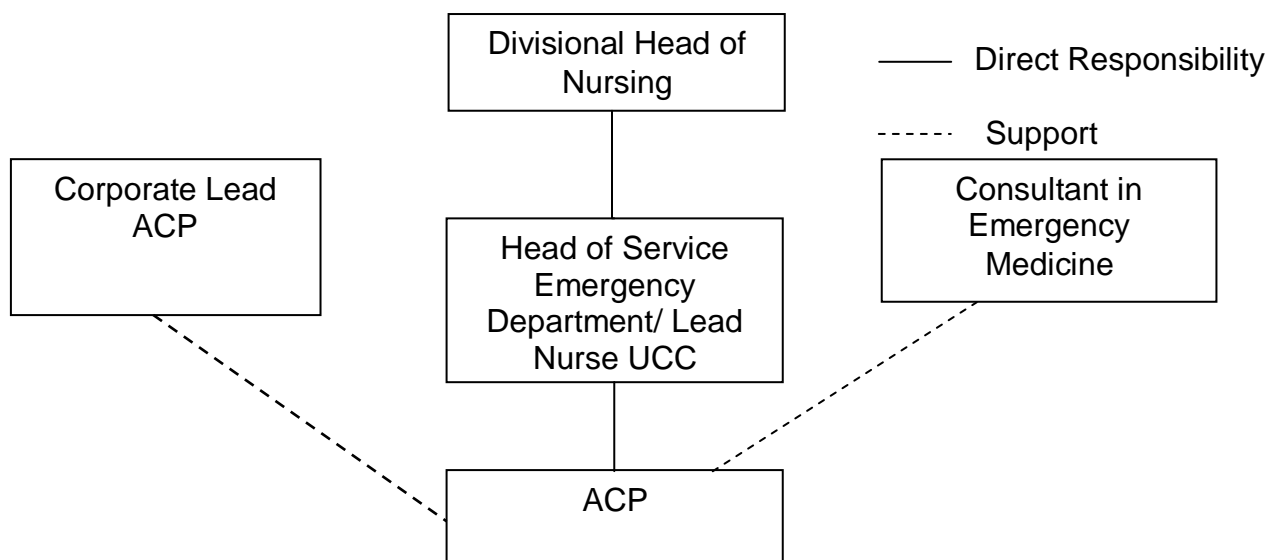 Divisional Head of
Nursing
Direct Responsibility
Support
Corporate Lead
ACP
Head of Service
Emergency
Department/ Lead
Nurse UCC
Consultant in
Emergency
Medicine
ACP